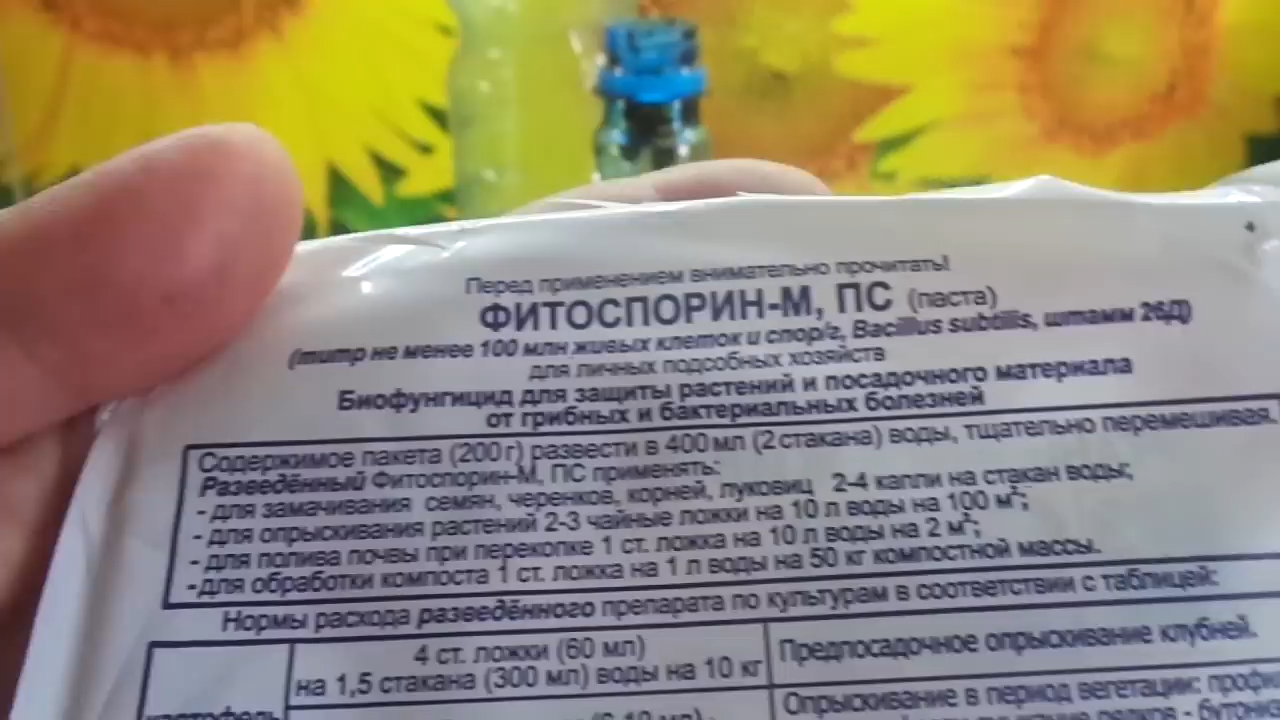 Перед применением внимательно прочитать!
ФИТОСПОРИН-М, ПС (паста)
(титр не менее 100 млн живых клеток и спор/г, Bacillus subtilis, штамм 26Д)
для личных подсобных хозяйств
Биофунгицид для защиты растений и посадочного материала
от грибных и бактериальных болезней
Содержимое пакета (200г) развести в 400мл (2стакана) воды, тщательно перемешивая.
Разведённый Фитоспорин-М, ПС применять:
- для замачивания семян, черенков, корней, луковиц 2-4 капли на стакан воды;
- для опрыскивания растений 2-3 чайные ложки на 10 л воды на 100 м²;
- для полива почвы при перекопке 1 ст. ложка на 10 л воды на 2 м²;
-для обработки компоста 1 ст. ложка на 1 л воды на 50 кг компостной массы.
Нормы расхода разведённого препарата по культурам в соответствии с таблицей:
4 ст. ложки (60 мл)
на 1,5 стакана (300 мл) воды на 10 кг
Предпосадочное опрыскивание клубней.
картофель
Опрыскивание в период вегетации: